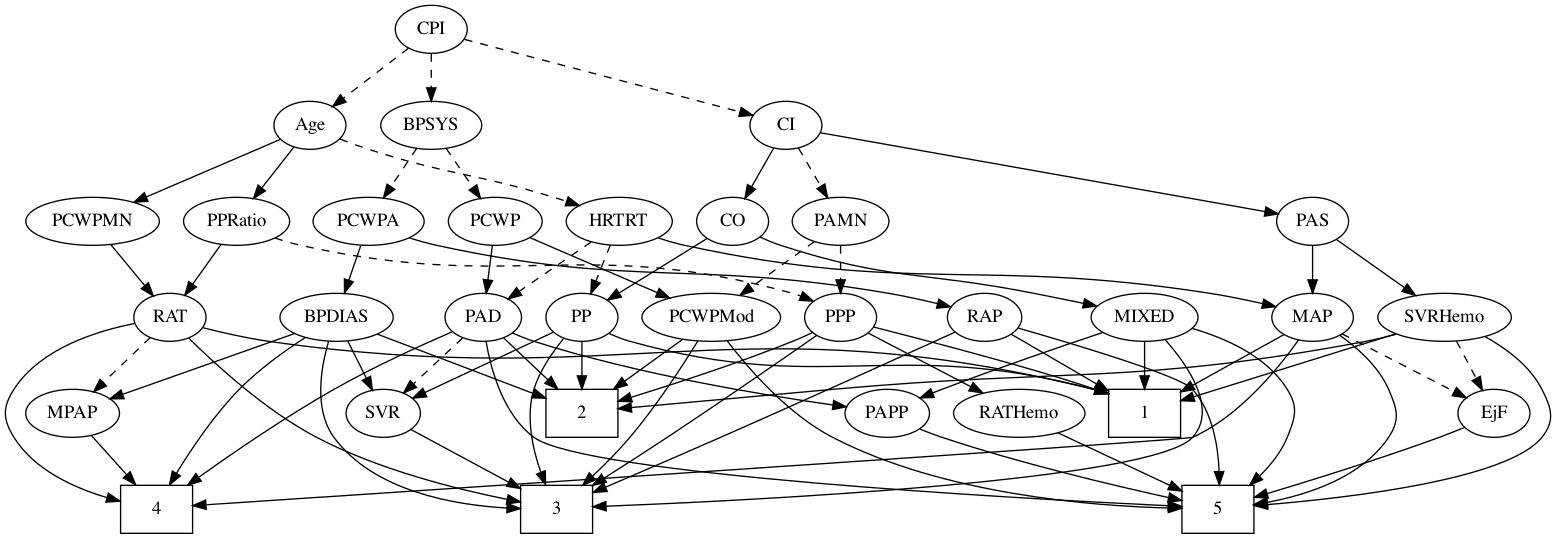 CPI
Age BPSYS CI
PCWPMN PPRatio PCWPA PCWP HRTRT CO PAMN PAS
RAT BPDIAS PAD PP PCWPMod PPP RAP MIXED MAP SVRHemo
MPAP SVR 2 PAPP RATHemo 1 EjF
4 3 5